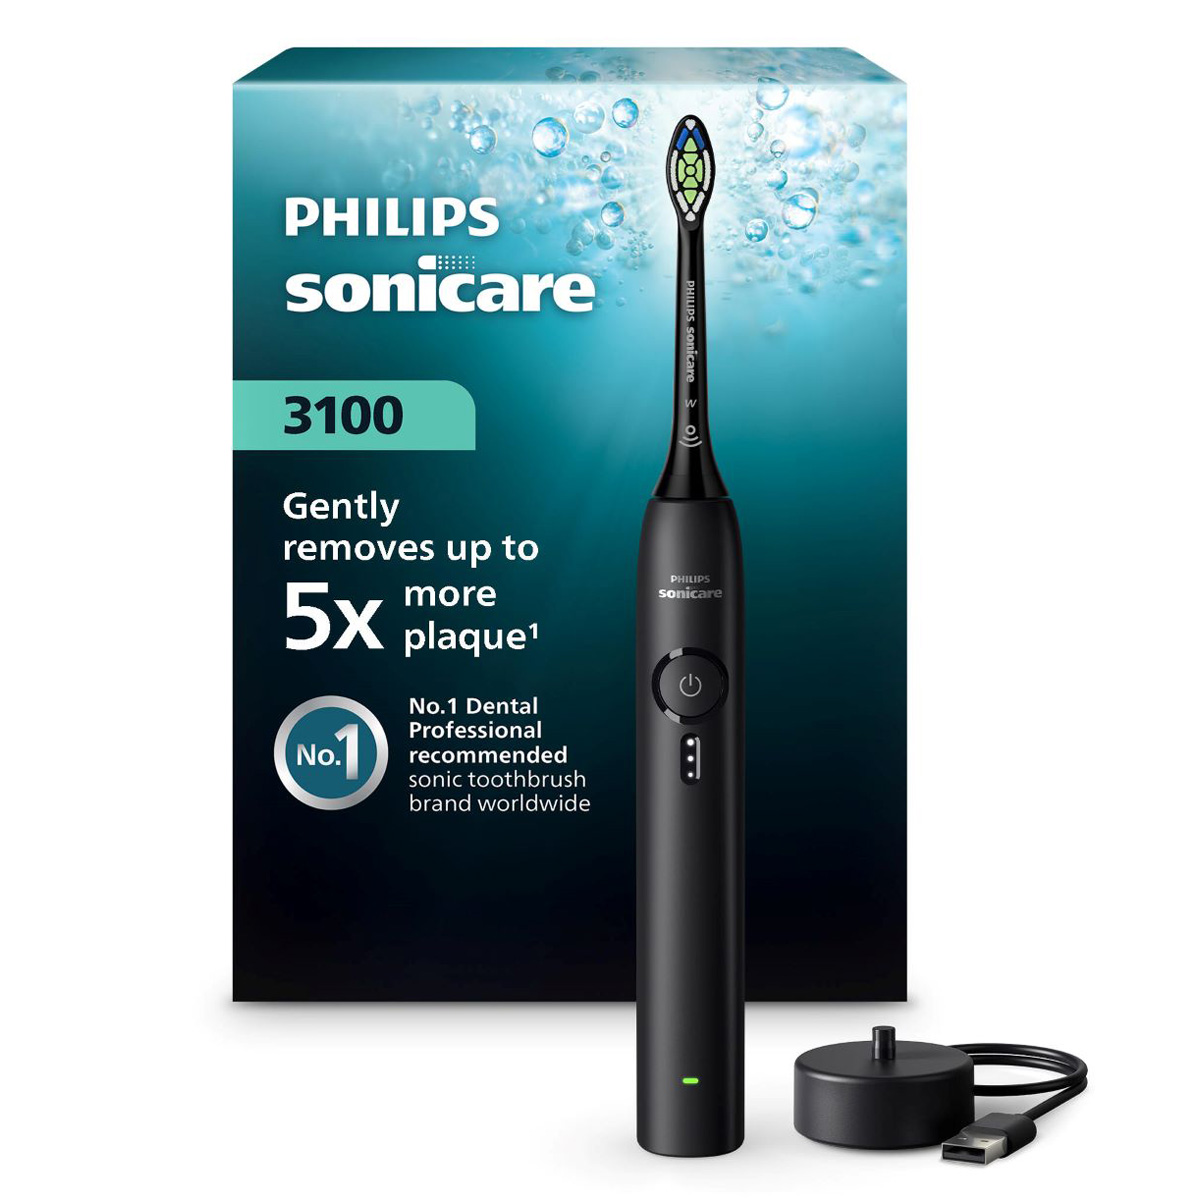 PHILIPS
sonicare
3100
Gently
removes up to
5x more
plaque¹
No.1
No.1 Dental
Professional
recommended
sonic toothbrush
brand worldwide
PHILIPS sonicare
W
PHILIPS
sonicare